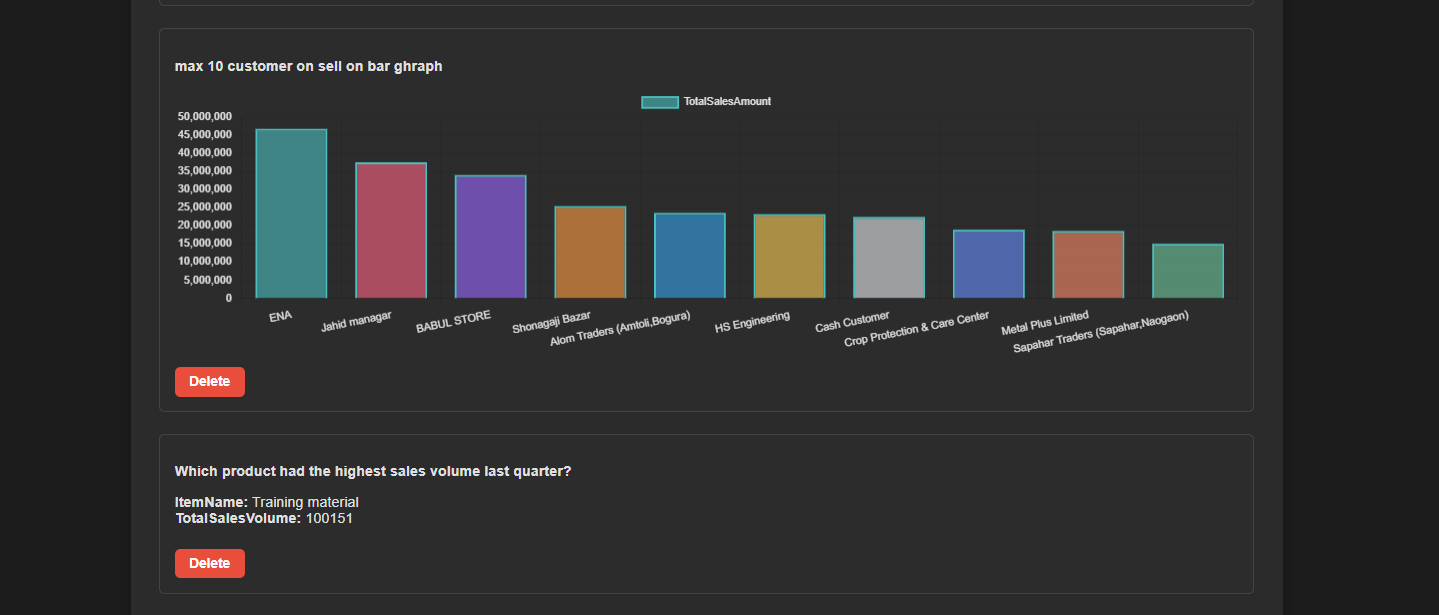 max 10 customer on sell on bar ghraph
TotalSalesAmount
50,000,000
45,000,000
40,000,000
35,000,000
30,000,000
25,000,000
20,000,000
15,000,000
10,000,000
5,000,000
0
ENA
Jahid managar
BABUL STORE
Shonagaji Bazar
Alom Traders (Amtoli,Bogura)
HS Engineering
Cash Customer
Crop Protection & Care Center
Metal Plus Limited
Sapahar Traders (Sapahar,Naogaon)
Delete
Which product had the highest sales volume last quarter?
ItemName: Training material
TotalSalesVolume: 100151
Delete